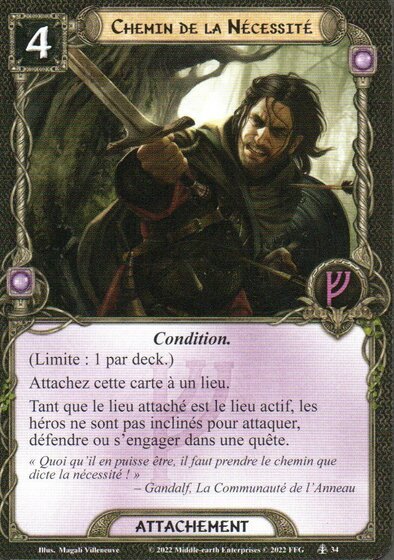 4
CHEMIN DE LA NÉCESSITÉ
Condition.
(Limite : 1 par deck.)
Attachez cette carte à un lieu.
Tant que le lieu attaché est le lieu actif, les
héros ne sont pas inclinés pour attaquer,
défendre ou s'engager dans une quête.
« Quoi qu'il en puisse être, il faut prendre le chemin que
dicte la nécessité ! »
– Gandalf, La Communauté de l'Anneau
ATTACHEMENT
Illus. Magali Villeneuve © 2022 Middle-earth Enterprises © 2022 FFG 34